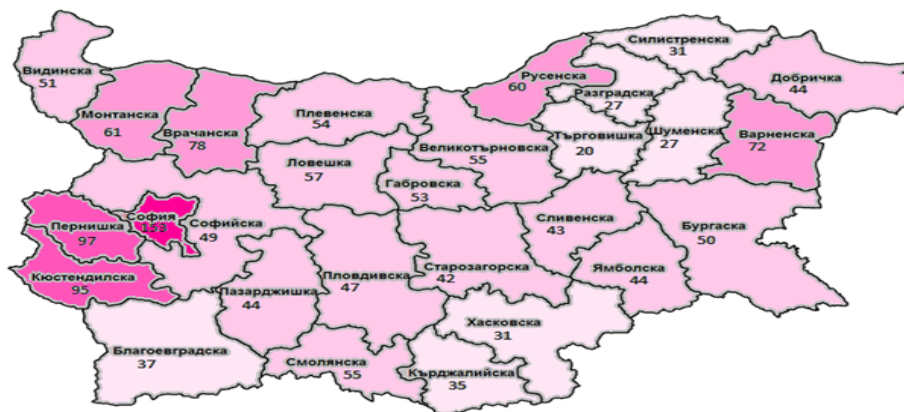 Силистренска
31
Видинска
51
Русенска
60
Добричка
44
Разградска
27
Монтанска
61
Врачанска
78
Плевенска
54
Търговишка
20
Шуменска
27
Варненска
72
Великотърновска
55
Ловешка
57
Габровска
53
София
153
Софийска
49
Пернишка
97
Сливенска
43
Бургаска
50
Кюстендилска
95
Пазарджишка
44
Пловдивска
47
Старозагорска
42
Ямболска
44
Хасковска
31
Благоевградска
37
Смолянска
55
Кърджалийска
35